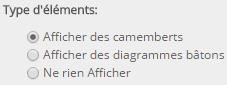 Type d'éléments:
Afficher des camemberts
Afficher des diagrammes bâtons
Ne rien Afficher